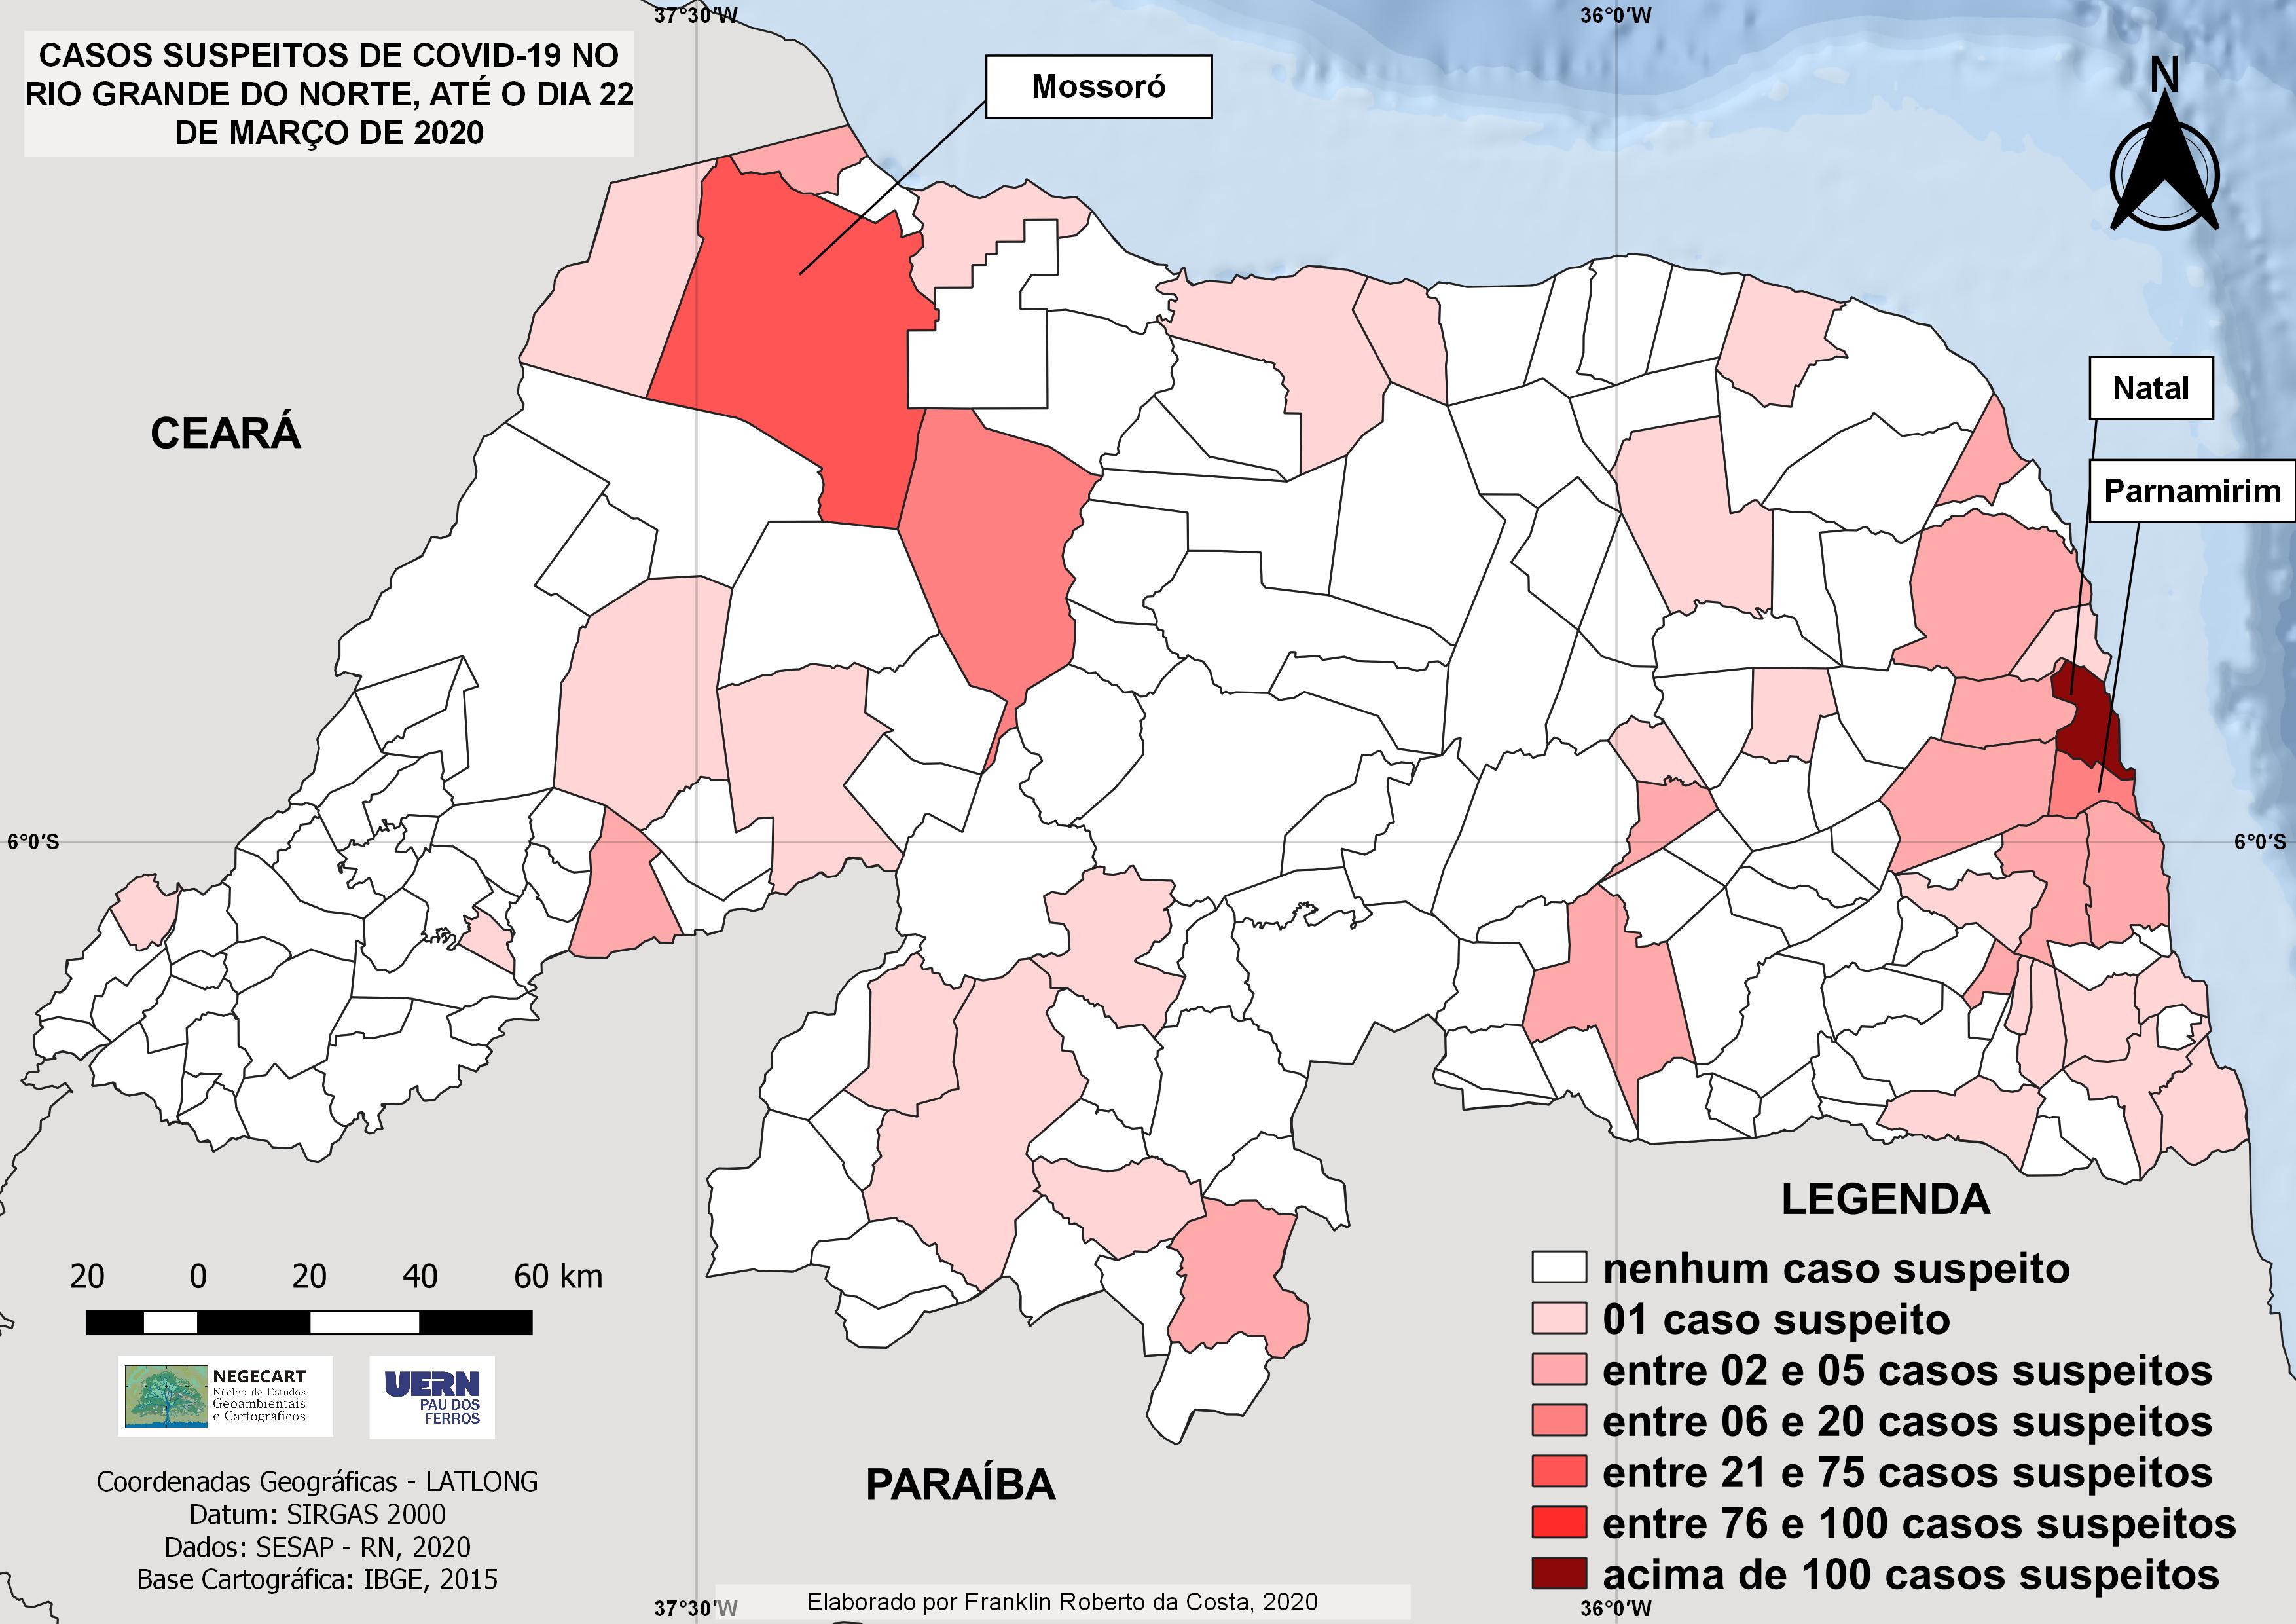 37°30'W
36°0'W
CASOS SUSPEITOS DE COVID-19 NO
RIO GRANDE DO NORTE, ATÉ O DIA 22
DE MARÇO DE 2020
Mossoró
N
Natal
CEARÁ
Parnamirim
6°0'S
6°0'S
LEGENDA
nenhum caso suspeito
01 caso suspeito
entre 02 e 05 casos suspeitos
entre 06 e 20 casos suspeitos
entre 21 e 75 casos suspeitos
entre 76 e 100 casos suspeitos
acima de 100 casos suspeitos
20 0 20 40 60 km
NEGECART
Núcleo de Estudos
Geoambientais
e Cartográficos
UERN
PAU DOS
FERROS
PARAÍBA
Coordenadas Geográficas - LATLONG
Datum: SIRGAS 2000
Dados: SESAP - RN, 2020
Base Cartográfica: IBGE, 2015
Elaborado por Franklin Roberto da Costa, 2020
37°30'W
36°0'W